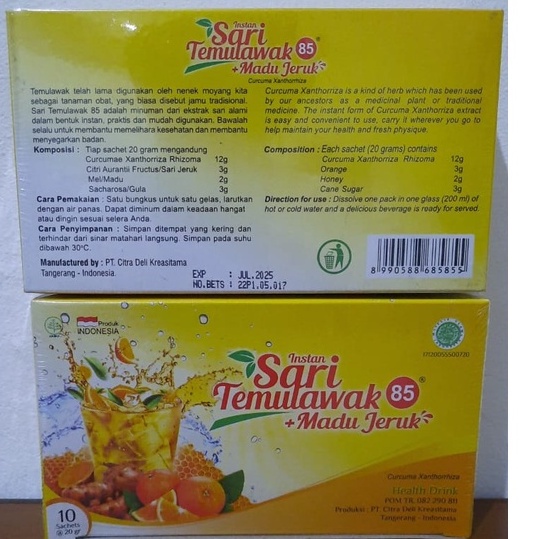 Instan
Sari
Temulawak 85®
+Madu Jeruk
Curcuma Xanthorrhiza
Temulawak telah lama digunakan oleh nenek moyang kita
sebagai tanaman obat, yang biasa disebut jamu tradisional.
Sari Temulawak 85 adalah minuman dari ekstrak sari alami
dalam bentuk instan, praktis dan mudah digunakan. Bawalah
selalu untuk membantu memelihara kesehatan dan membantu
menyegarkan badan.
Komposisi : Tiap sachet 20 gram mengandung
Curcumae Xanthorriza Rhizoma 12g
Citri Aurantii Fructus/Sari Jeruk 3g
Mel/Madu 2g
Sacharosa/Gula 3g
Cara Pemakaian : Satu bungkus untuk satu gelas, larutkan
dengan air panas. Dapat diminum dalam keadaan hangat
atau dingin sesuai selera Anda.
Cara Penyimpanan : Simpan ditempat yang kering dan
terhindar dari sinar matahari langsung. Simpan pada suhu
dibawah 30°C.
Manufactured by : PT. Citra Deli Kreasitama
Tangerang - Indonesia.
Curcuma Xanthorriza is a kind of herb which has been used
by our ancestors as a medicinal plant or traditional
medicine. The instant form of Curcuma Xanthorriza extract
is easy and convenient to use, carry it wherever you go to
help maintain your health and fresh physique.
Composition : Each sachet (20 grams) contains
Curcuma Xanthorriza Rhizoma 12g
Orange 3g
Honey 2g
Cane Sugar 3g
Direction for use : Dissolve one pack in one glass (200 ml) of
hot or cold water and a delicious beverage is ready for served.
EXP : JUL.2025
NO.BETS : 22P1.05.017
8 990588 685855
Produk
INDONESIA
Instan
Sari
Temulawak 85®
+Madu Jeruk
Curcuma Xanthorrhiza
Health Drink
POM TR. 082 290 811
Produksi : PT. Citra Deli Kreasitama
Tangerang - Indonesia
10
Sachets
@ 20 gr